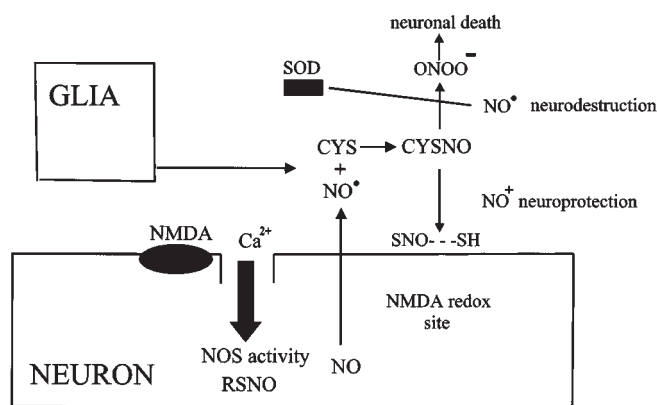 neuronal death
ONOO⁻
SOD
GLIA
NO• neurodestruction
CYS CYSNO
+
NO•
NO⁺ neuroprotection
NMDA Ca²⁺
SNO---SH
NMDA redox
site
NOS activity
NO
RSNO
NEURON